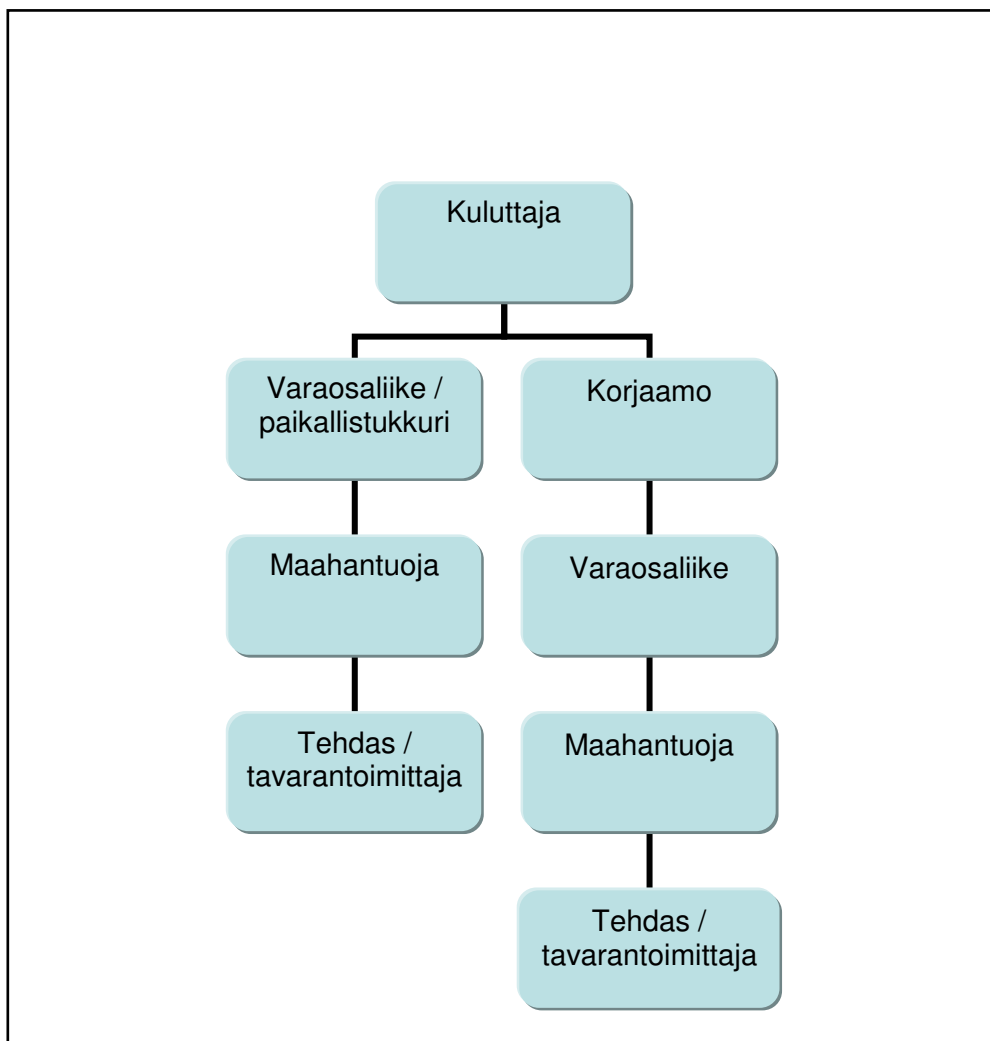 Kuluttaja
Varaosaliike /
paikallistukkuri
Korjaamo
Maahantuoja
Varaosaliike
Tehdas /
tavarantoimittaja
Maahantuoja
Tehdas /
tavarantoimittaja